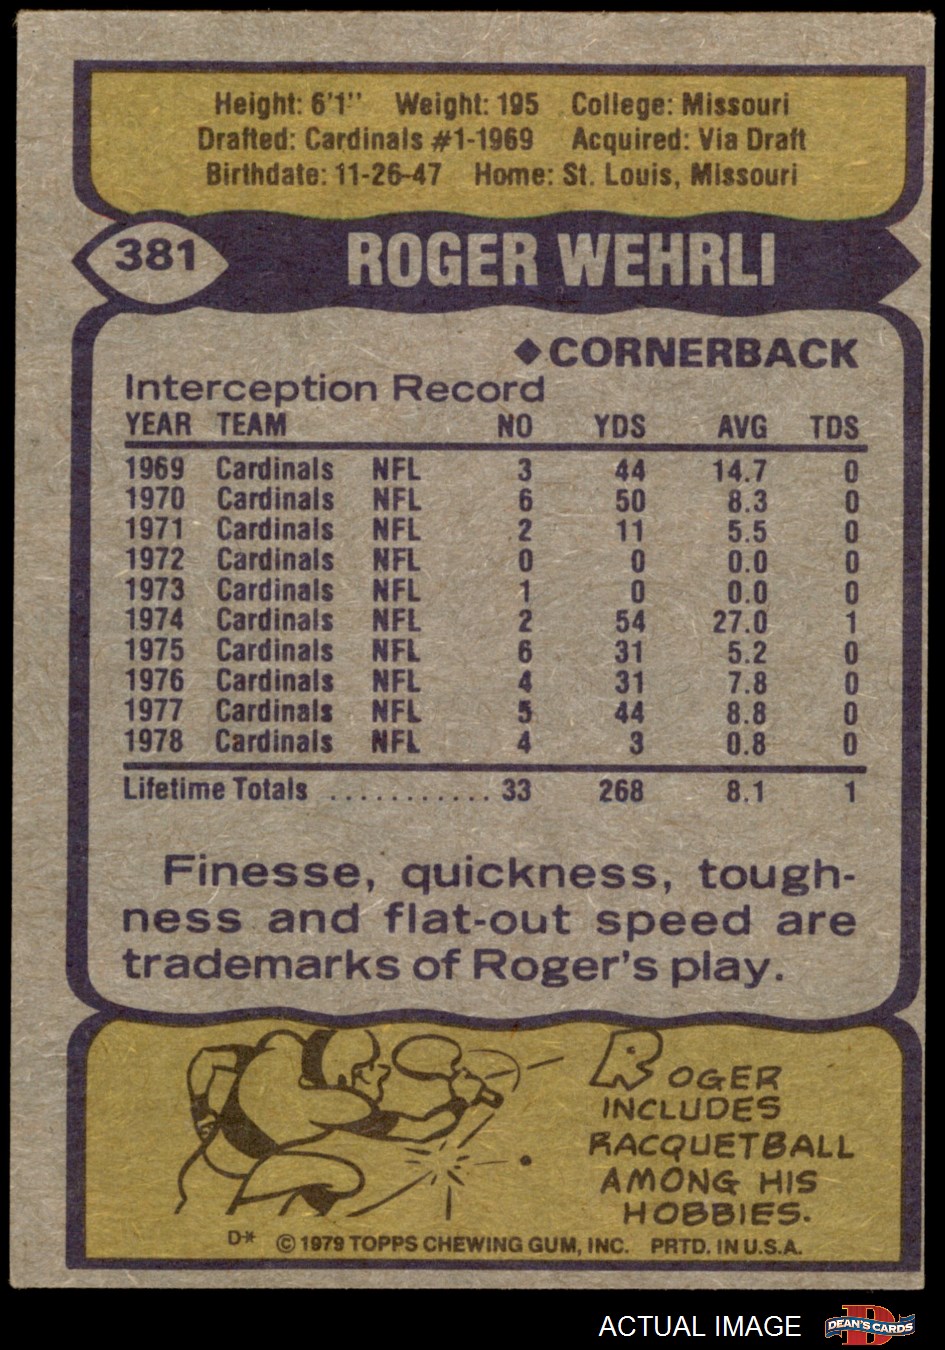 Height: 6'1" Weight: 195 College: Missouri
Drafted: Cardinals #1-1969 Acquired: Via Draft
Birthdate: 11-26-47 Home: St. Louis, Missouri
381 ROGER WEHRLI
◆CORNERBACK
Interception Record
YEAR TEAM NO YDS AVG TDS
1969 Cardinals NFL 3 44 14.7 0
1970 Cardinals NFL 6 50 8.3 0
1971 Cardinals NFL 2 11 5.5 0
1972 Cardinals NFL 0 0 0.0 0
1973 Cardinals NFL 1 0 0.0 0
1974 Cardinals NFL 2 54 27.0 1
1975 Cardinals NFL 6 31 5.2 0
1976 Cardinals NFL 4 31 7.8 0
1977 Cardinals NFL 5 44 8.8 0
1978 Cardinals NFL 4 3 0.8 0
Lifetime Totals ........... 33 268 8.1 1
Finesse, quickness, tough-
ness and flat-out speed are
trademarks of Roger's play.
ROGER
INCLUDES
RACQUETBALL
AMONG HIS
HOBBIES.
D* © 1979 TOPPS CHEWING GUM, INC. PRTD. IN U.S.A.
ACTUAL IMAGE DEAN'S CARDS